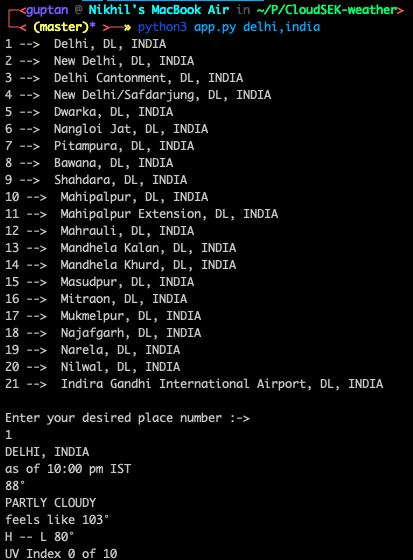 guptan @ Nikhil's MacBook Air in ~/P/CloudSEK-weather>
< (master)* >—» python3 app.py delhi,india
1 -->  Delhi, DL, INDIA
2 -->  New Delhi, DL, INDIA
3 -->  Delhi Cantonment, DL, INDIA
4 -->  New Delhi/Safdarjung, DL, INDIA
5 -->  Dwarka, DL, INDIA
6 -->  Nangloi Jat, DL, INDIA
7 -->  Pitampura, DL, INDIA
8 -->  Bawana, DL, INDIA
9 -->  Shahdara, DL, INDIA
10 -->  Mahipalpur, DL, INDIA
11 -->  Mahipalpur Extension, DL, INDIA
12 -->  Mahrauli, DL, INDIA
13 -->  Mandhela Kalan, DL, INDIA
14 -->  Mandhela Khurd, DL, INDIA
15 -->  Masudpur, DL, INDIA
16 -->  Mitraon, DL, INDIA
17 -->  Mukmelpur, DL, INDIA
18 -->  Najafgarh, DL, INDIA
19 -->  Narela, DL, INDIA
20 -->  Nilwal, DL, INDIA
21 -->  Indira Gandhi International Airport, DL, INDIA
Enter your desired place number :->
1
DELHI, INDIA
as of 10:00 pm IST
88°
PARTLY CLOUDY
feels like 103°
H -- L 80°
UV Index 0 of 10